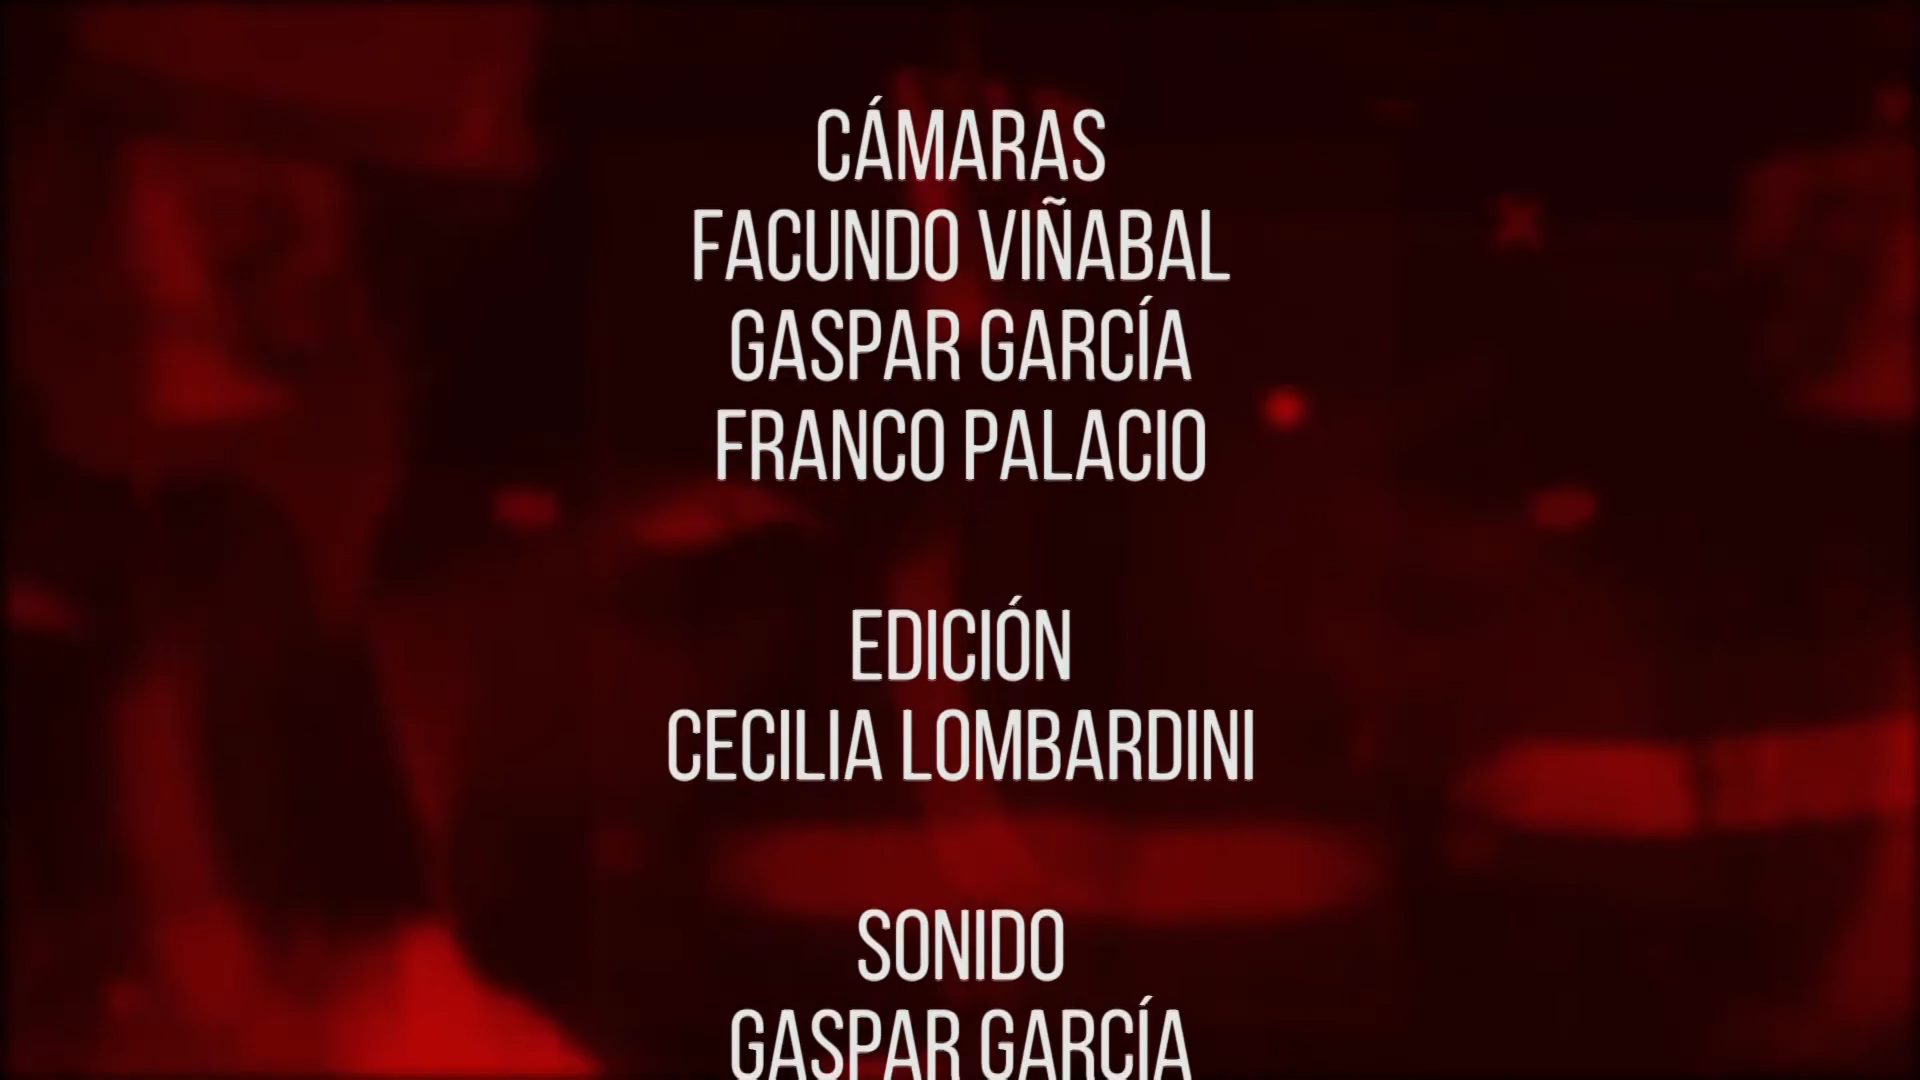 CÁMARAS
FACUNDO VIÑABAL
GASPAR GARCÍA
FRANCO PALACIO
EDICIÓN
CECILIA LOMBARDINI
SONIDO
GASPAR GARCÍA